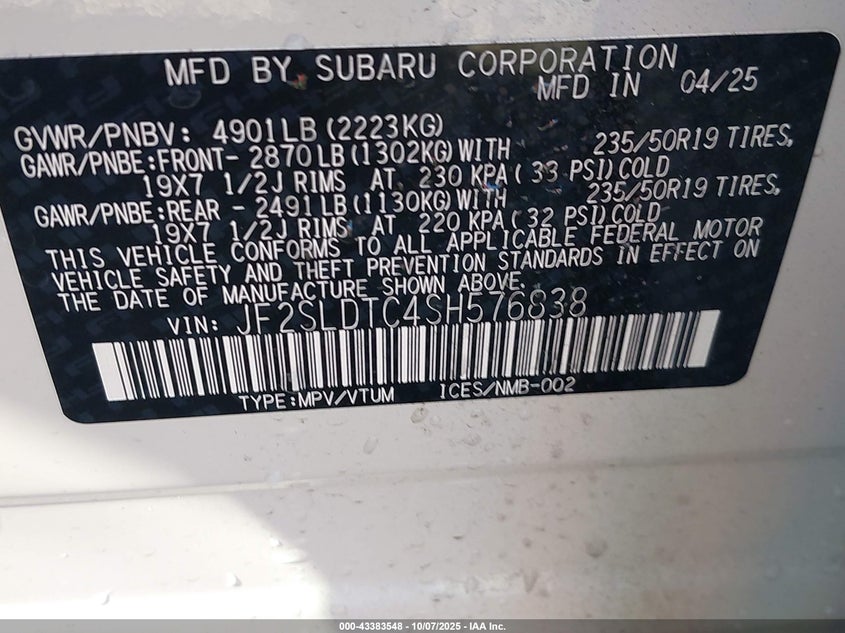 MFD BY SUBARU CORPORATION
MFD IN 04/25
GVWR/PNBV: 4901LB(2223KG)
GAWR/PNBE:FRONT- 2870LB(1302KG)WITH 235/50R19 TIRES,
19X7 1/2J RIMS AT 230 KPA( 33 PSI)COLD
GAWR/PNBE:REAR - 2491LB(1130KG)WITH 235/50R19 TIRES,
19X7 1/2J RIMS AT 220 KPA( 32 PSI)COLD
THIS VEHICLE CONFORMS TO ALL APPLICABLE FEDERAL MOTOR
VEHICLE SAFETY AND THEFT PREVENTION STANDARDS IN EFFECT ON
THE DATE OF MANUFACTURE SHOWN ABOVE.
VIN: JF2SLDTC4SH576838
TYPE:MPV/VTUM ICES/NMB-002
000-43383548 - 10/07/2025 - IAA Inc.